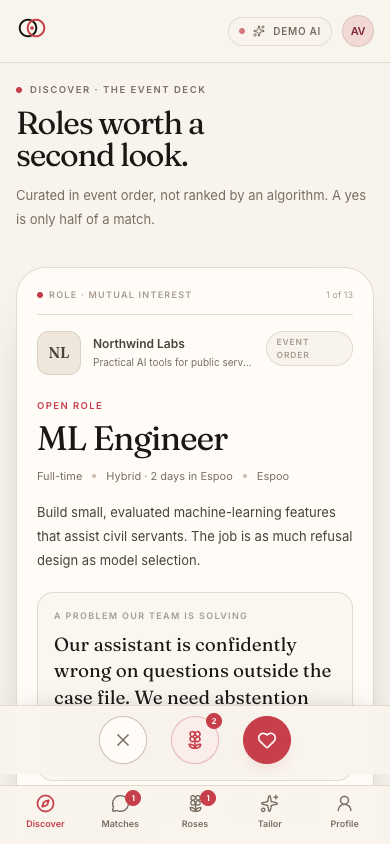 DEMO AI
AV
DISCOVER · THE EVENT DECK
Roles worth a
second look.
Curated in event order, not ranked by an algorithm. A yes
is only half of a match.
ROLE · MUTUAL INTEREST
1 of 13
NL
Northwind Labs
Practical AI tools for public serv...
EVENT
ORDER
OPEN ROLE
ML Engineer
Full-time • Hybrid · 2 days in Espoo • Espoo
Build small, evaluated machine-learning features
that assist civil servants. The job is as much refusal
design as model selection.
A PROBLEM OUR TEAM IS SOLVING
Our assistant is confidently
wrong on questions outside the
case file. We need abstention
2
1
1
Discover
Matches
Roses
Tailor
Profile